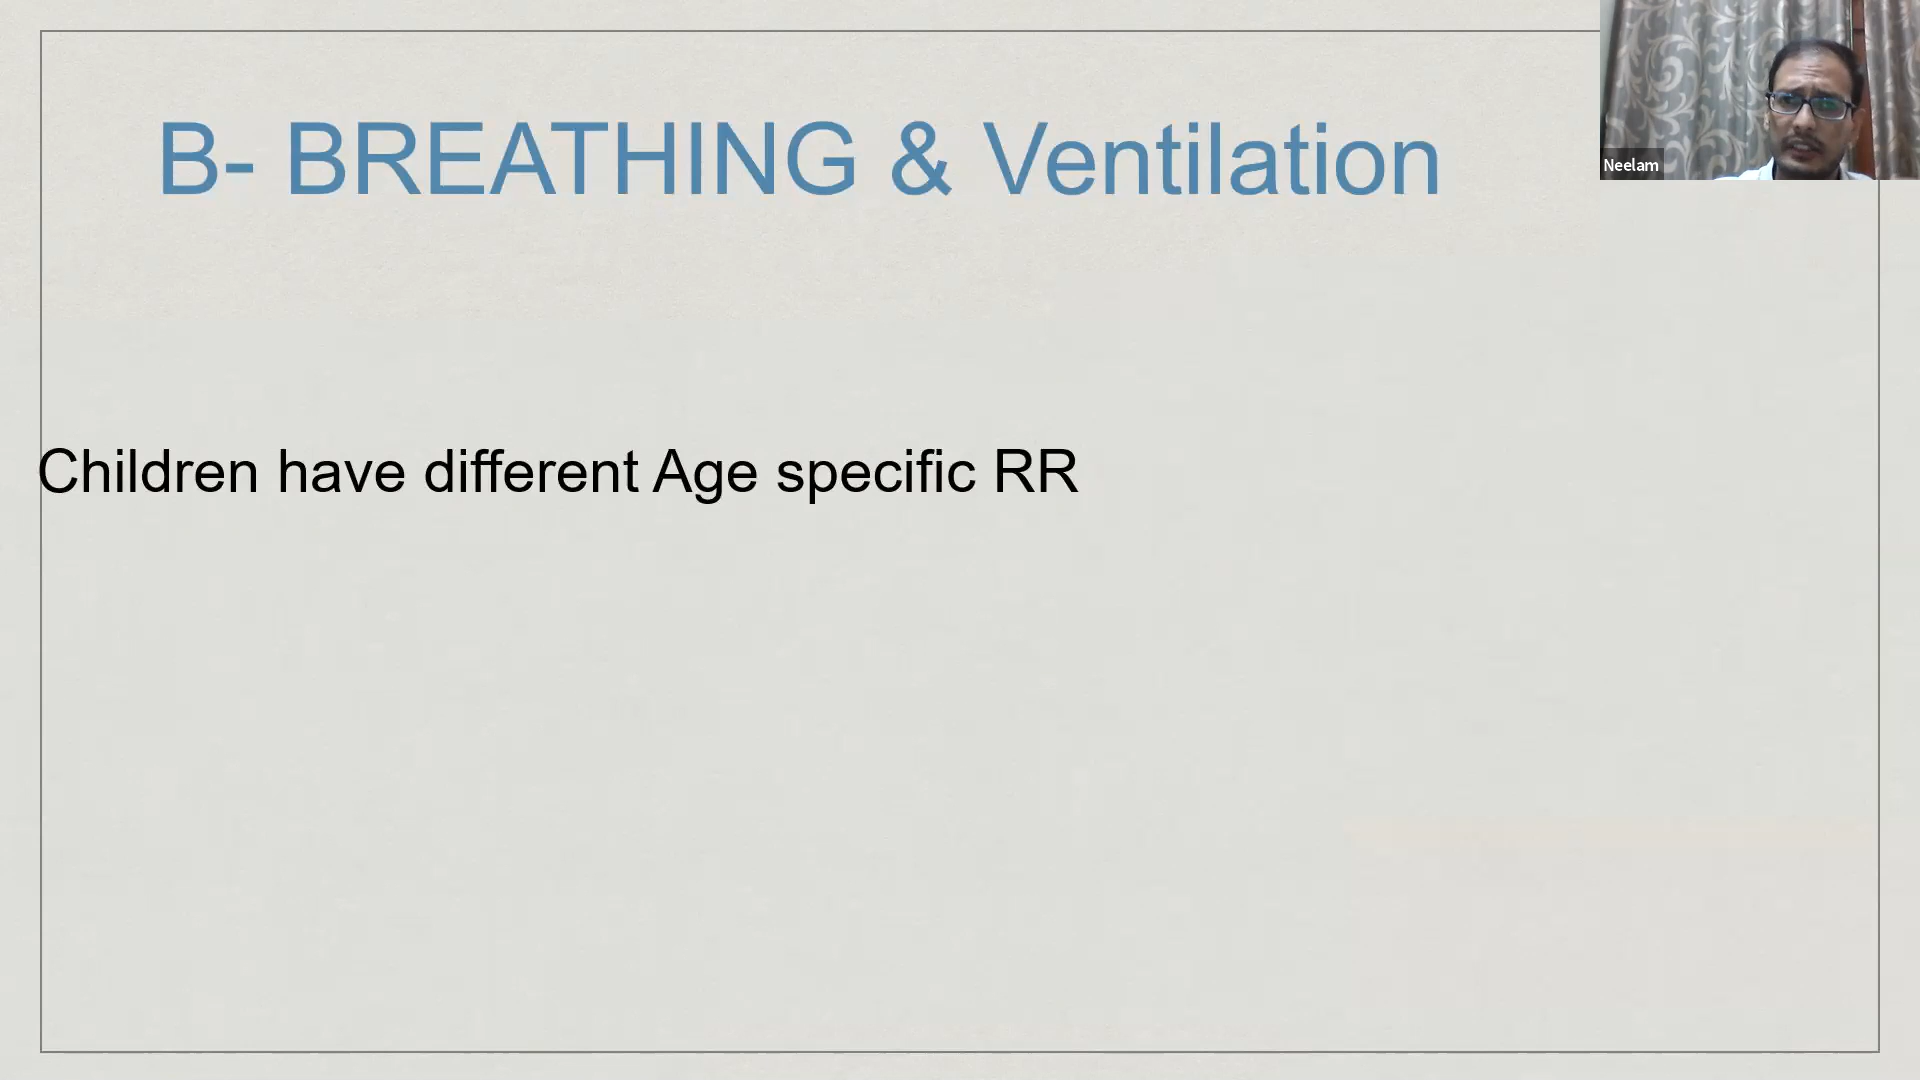 B- BREATHING & Ventilation
Neelam
Children have different Age specific RR